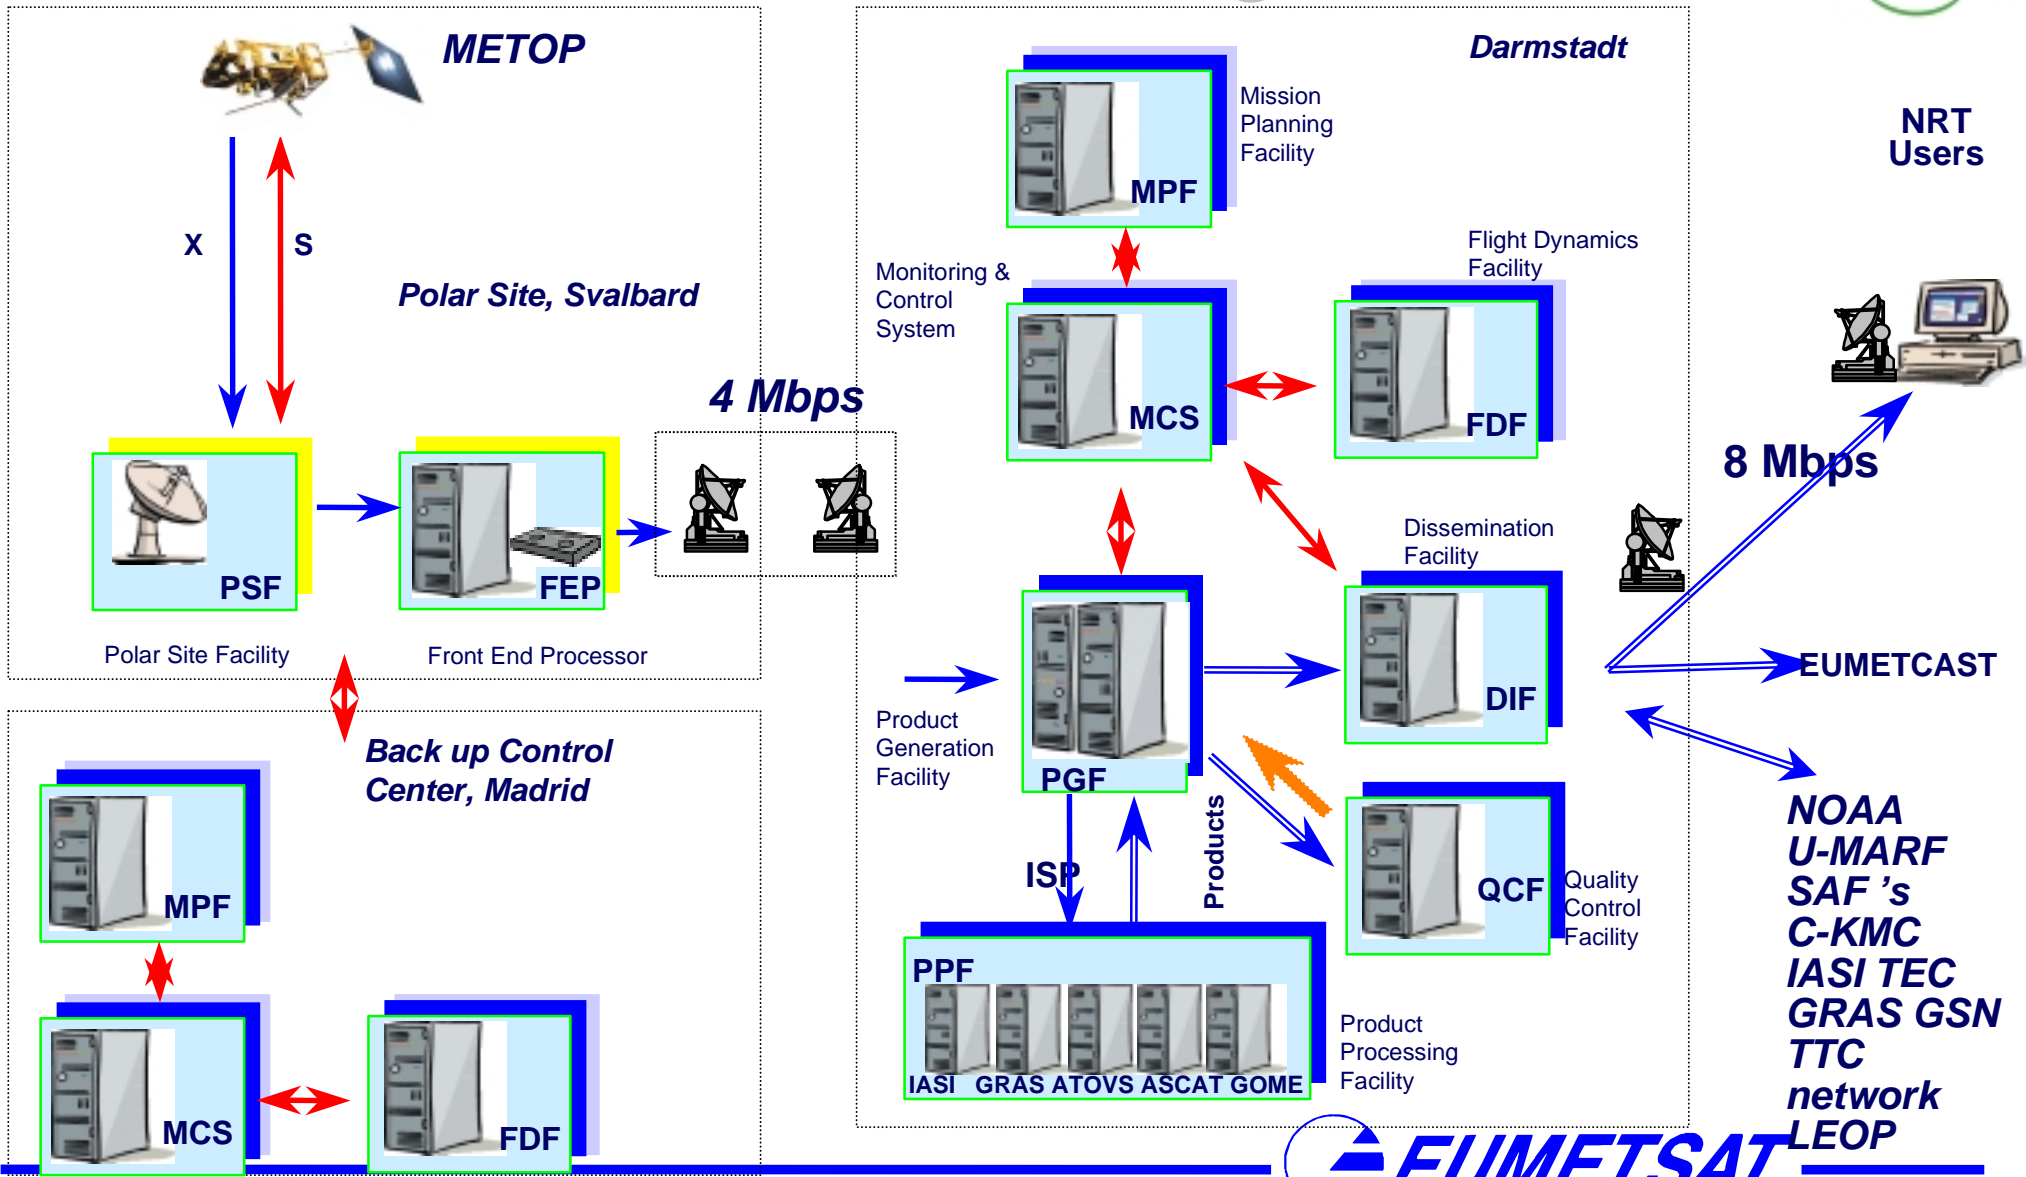 METOP
X
S
Polar Site, Svalbard
4 Mbps
PSF
FEP
Polar Site Facility
Front End Processor
Back up Control
Center, Madrid
MPF
MCS
FDF
Darmstadt
Mission
Planning
Facility
MPF
Monitoring &
Control
System
MCS
Flight Dynamics
Facility
FDF
Dissemination
Facility
DIF
Product
Generation
Facility
PGF
ISP
Products
QCF
Quality
Control
Facility
PPF
IASI GRAS ATOVS ASCAT GOME
Product
Processing
Facility
NRT
Users
8 Mbps
EUMETCAST
NOAA
U-MARF
SAF 's
C-KMC
IASI TEC
GRAS GSN
TTC
network
LEOP
EUMETSAT